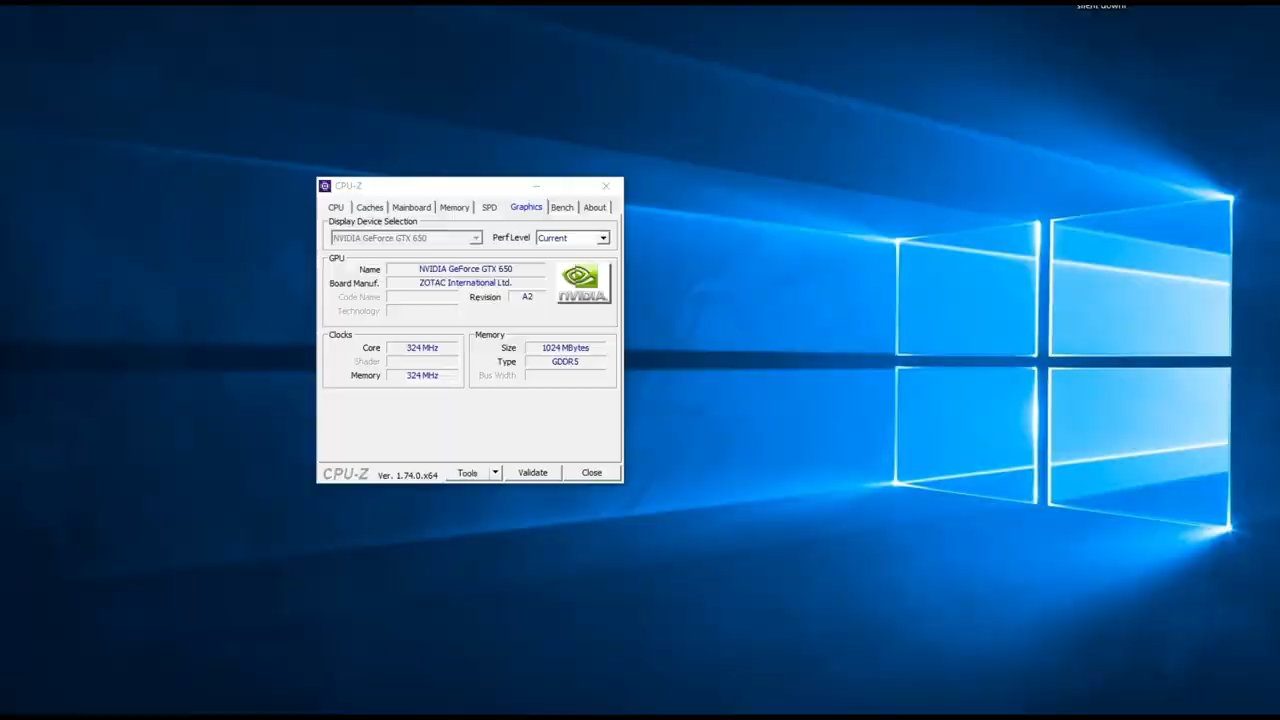 silent down!
CPU-Z
CPU Caches Mainboard Memory SPD Graphics Bench About
Display Device Selection
NVIDIA GeForce GTX 650 Perf Level Current
GPU
Name NVIDIA GeForce GTX 650
Board Manuf. ZOTAC International Ltd.
Code Name Revision A2
Technology
NVIDIA.
Clocks
Core 324 MHz
Shader
Memory 324 MHz
Memory
Size 1024 MBytes
Type GDDR5
Bus Width
CPU-Z Ver. 1.74.0.x64 Tools Validate Close